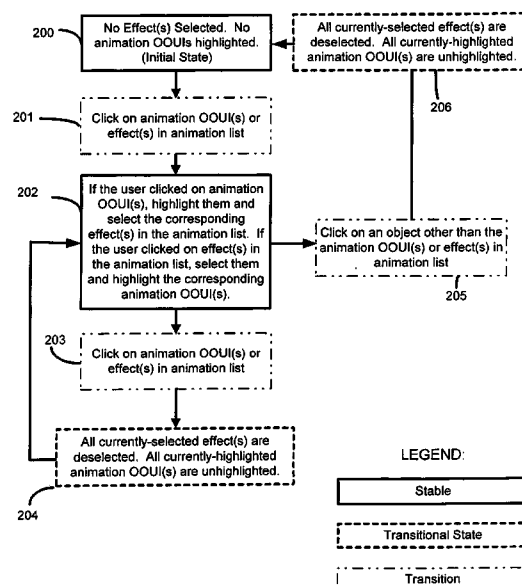 200
No Effect(s) Selected. No
animation OOUIs highlighted.
(Initial State)
All currently-selected effect(s) are
deselected. All currently-highlighted
animation OOUI(s) are unhighlighted.
206
201
Click on animation OOUI(s) or
effect(s) in animation list
202
If the user clicked on animation
OOUI(s), highlight them and
select the corresponding
effect(s) in the animation list. If
the user clicked on effect(s) in
the animation list, select them
and highlight the corresponding
animation OOUI(s).
Click on an object other than the
animation OOUI(s) or effect(s) in
animation list
205
203
Click on animation OOUI(s) or
effect(s) in animation list
All currently-selected effect(s) are
deselected. All currently-highlighted
animation OOUI(s) are unhighlighted.
204
LEGEND:
Stable
Transitional State
Transition